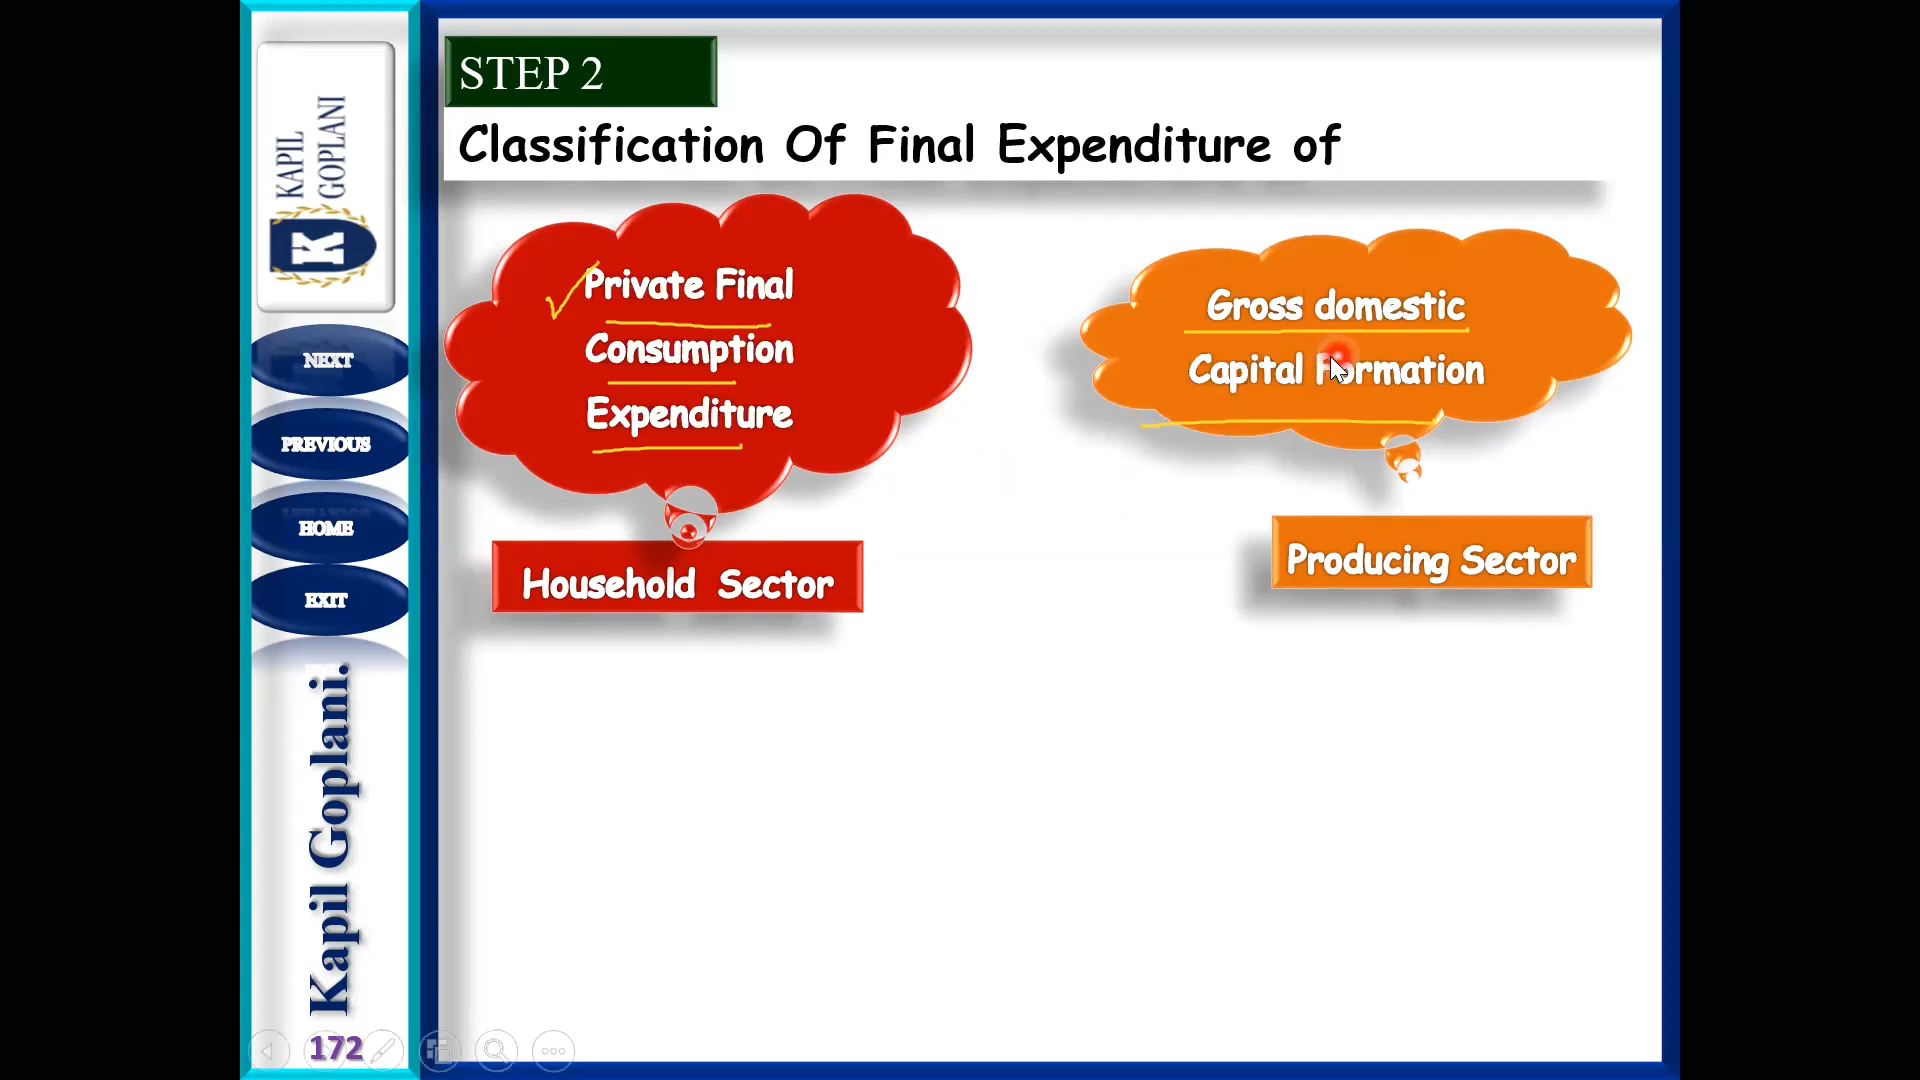 STEP 2
Classification Of Final Expenditure of
Private Final
Consumption
Expenditure
Household Sector
Gross domestic
Capital Formation
Producing Sector
KAPIL
GOPLANI
K
NEXT
PREVIOUS
HOME
EXIT
Kapil Goplani.
172